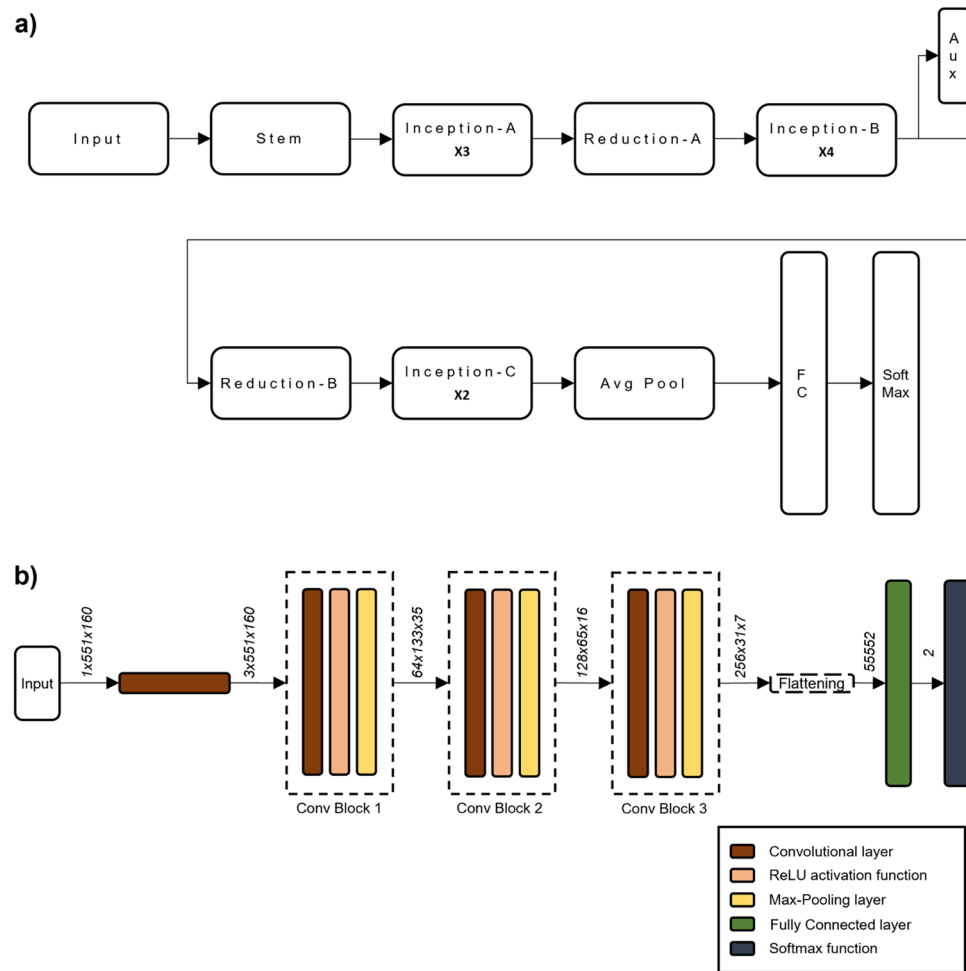 a)
A
u
x
Input
Stem
Inception-A
X3
Reduction-A
Inception-B
X4
Reduction-B
Inception-C
X2
Avg Pool
F
C
Soft
Max
b)
Input
1x551x160
3x551x160
64x133x35
128x65x16
256x31x7
Flattening
55552
2
Conv Block 1
Conv Block 2
Conv Block 3
Convolutional layer
ReLU activation function
Max-Pooling layer
Fully Connected layer
Softmax function